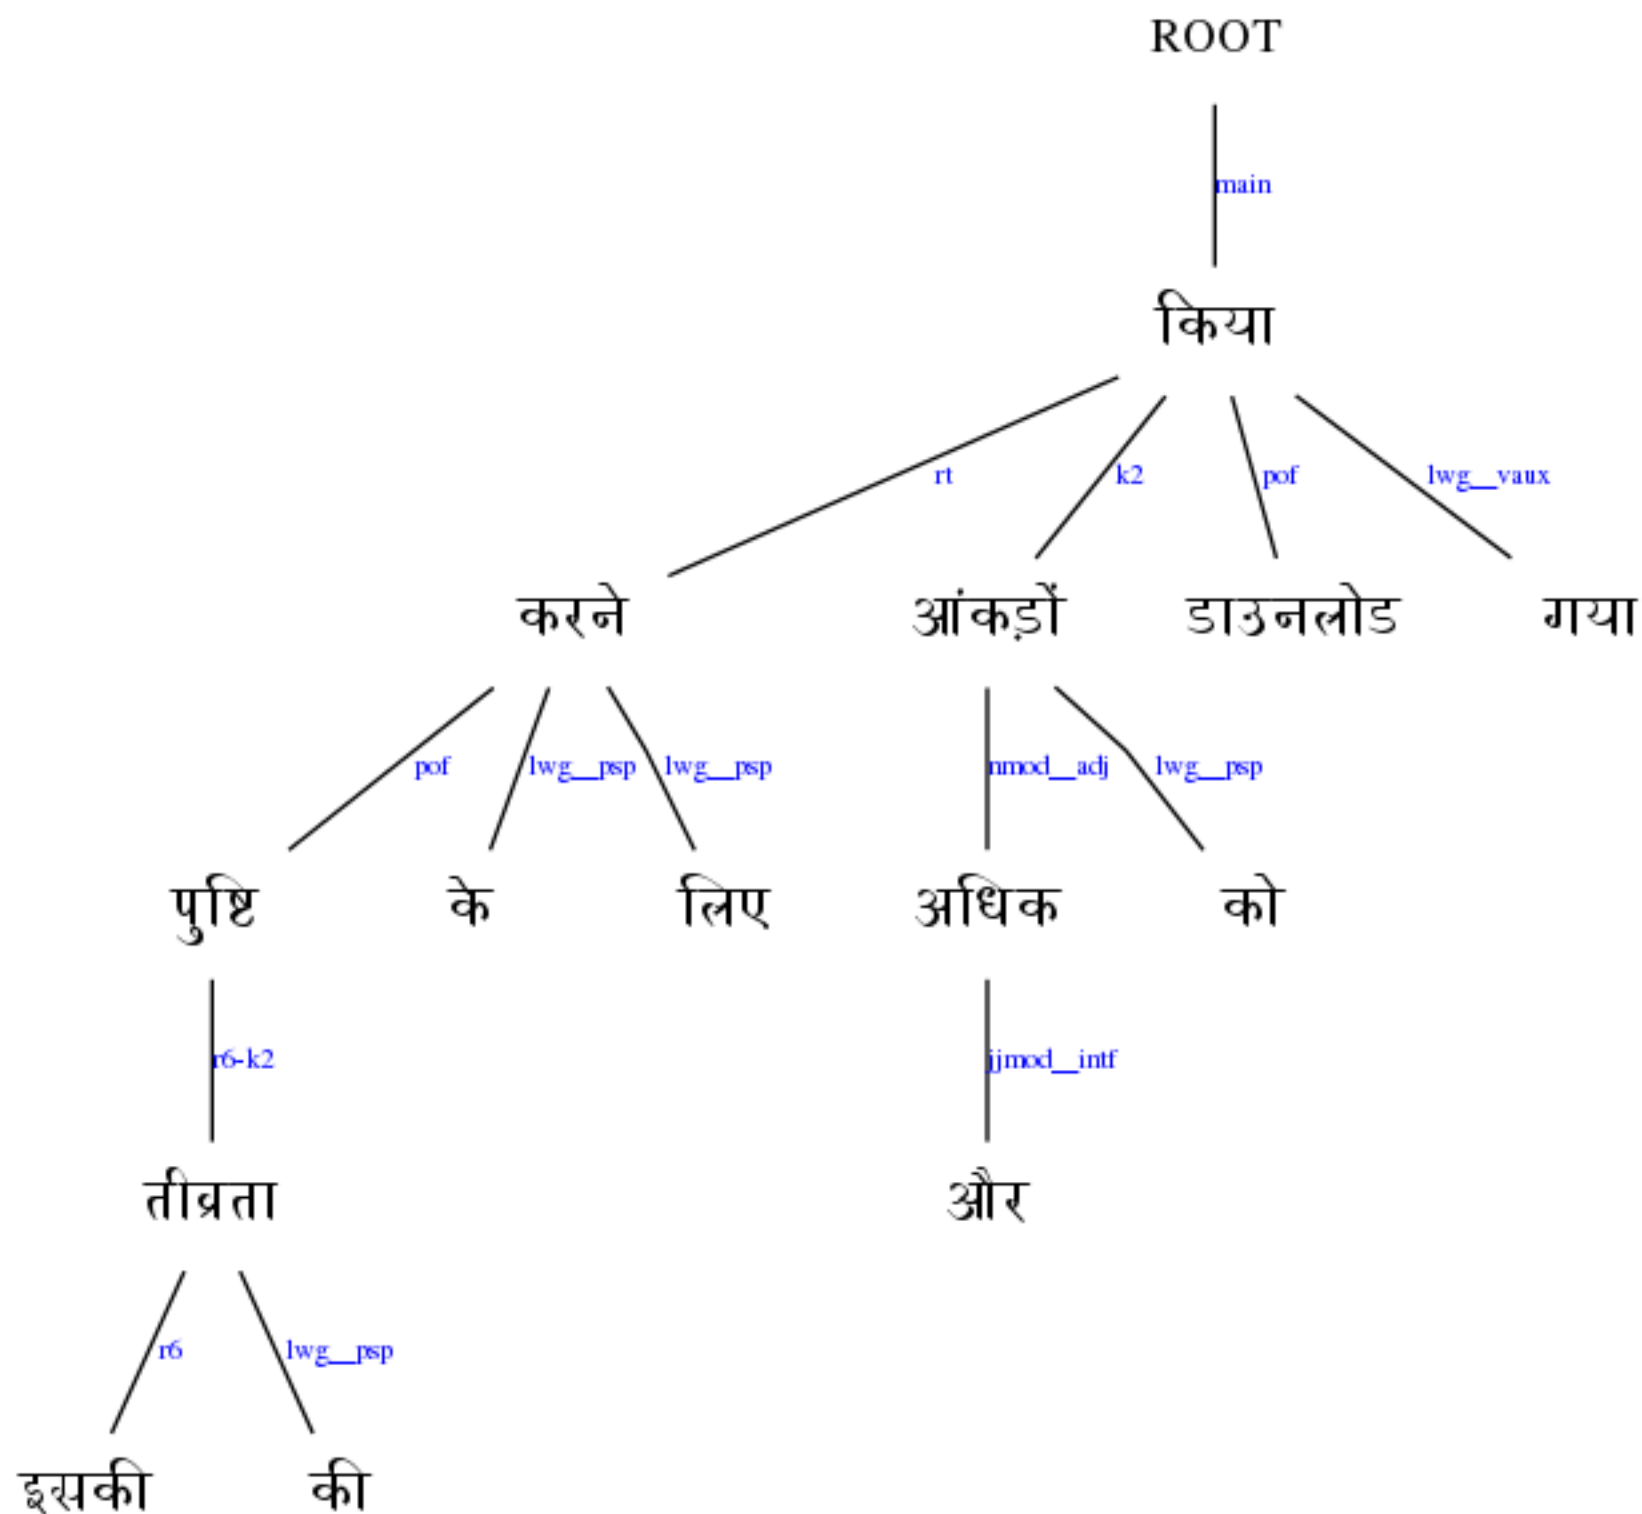 ROOT
main
किया
rt k2 pof lwg__vaux
करने आंकड़ों डाउनलोड गया
pof lwg__psp lwg__psp nmod__adj lwg__psp
पुष्टि के लिए अधिक को
r6-k2 jjmod__intf
तीव्रता और
r6 lwg__psp
इसकी की